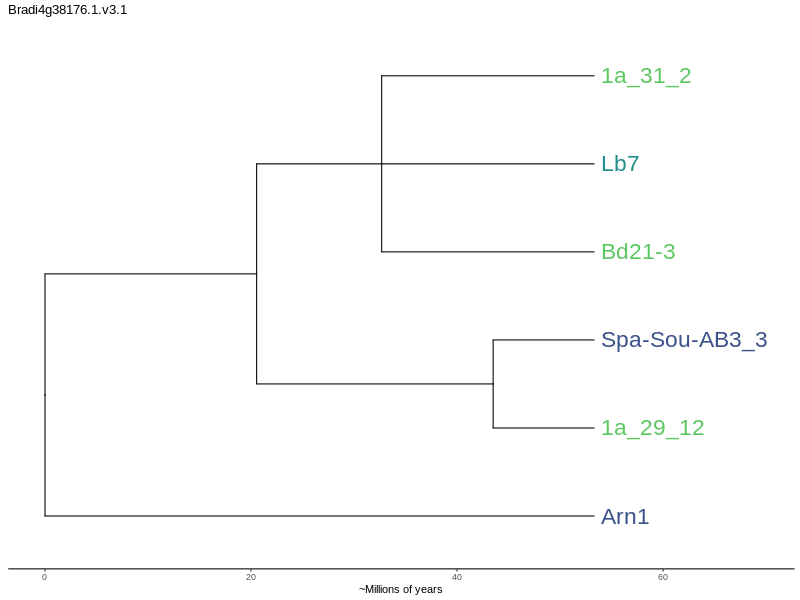 Bradi4g38176.1.v3.1
1a_31_2
Lb7
Bd21-3
Spa-Sou-AB3_3
1a_29_12
Arn1
0 20 40 60
~Millions of years